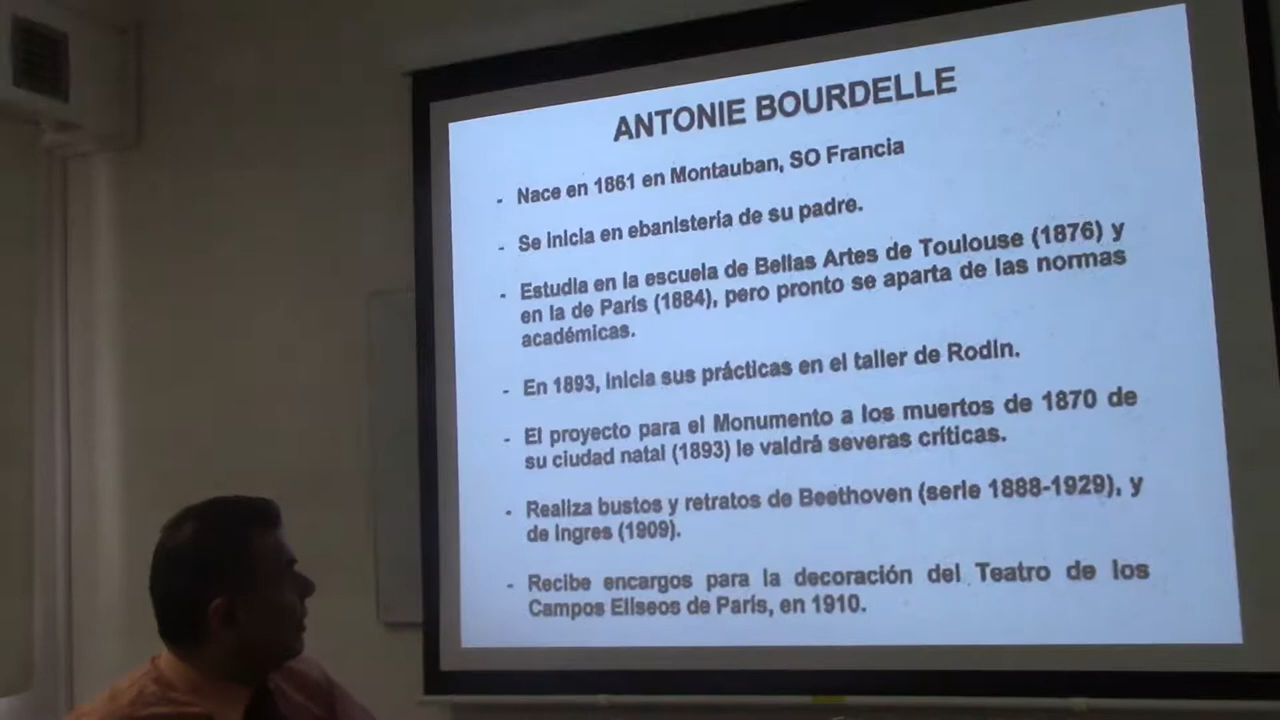 ANTONIE BOURDELLE
- Nace en 1861 en Montauban, SO Francia
- Se inicia en ebanistería de su padre.
- Estudia en la escuela de Bellas Artes de Toulouse (1876) y
en la de París (1884), pero pronto se aparta de las normas
académicas.
- En 1893, inicia sus prácticas en el taller de Rodin.
- El proyecto para el Monumento a los muertos de 1870 de
su ciudad natal (1893) le valdrá severas críticas.
- Realiza bustos y retratos de Beethoven (serie 1888-1929), y
de Ingres (1909).
- Recibe encargos para la decoración del Teatro de los
Campos Elíseos de París, en 1910.